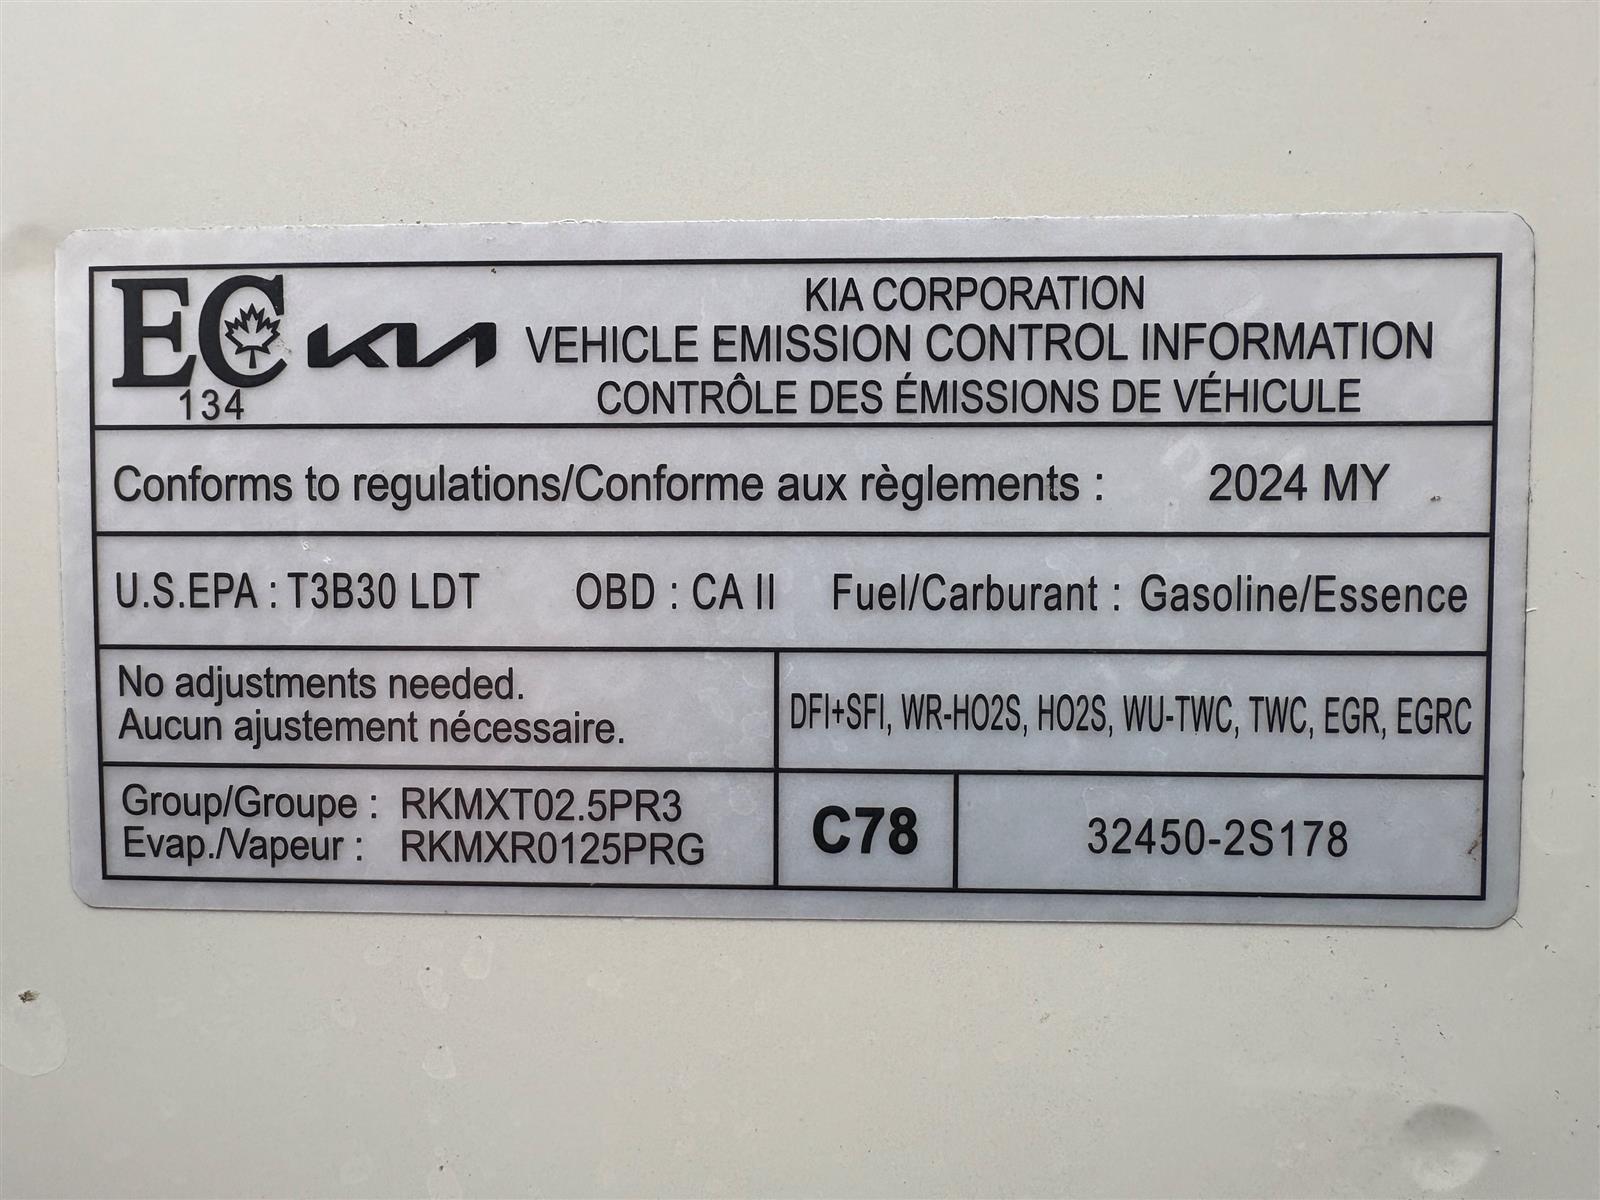 EC KIA
134
KIA CORPORATION
VEHICLE EMISSION CONTROL INFORMATION
CONTRÔLE DES ÉMISSIONS DE VÉHICULE
Conforms to regulations/Conforme aux règlements : 2024 MY
U.S.EPA : T3B30 LDT OBD : CA II Fuel/Carburant : Gasoline/Essence
No adjustments needed.
Aucun ajustement nécessaire.
DFI+SFI, WR-HO2S, HO2S, WU-TWC, TWC, EGR, EGRC
Group/Groupe : RKMXT02.5PR3
Evap./Vapeur : RKMXR0125PRG
C78
32450-2S178